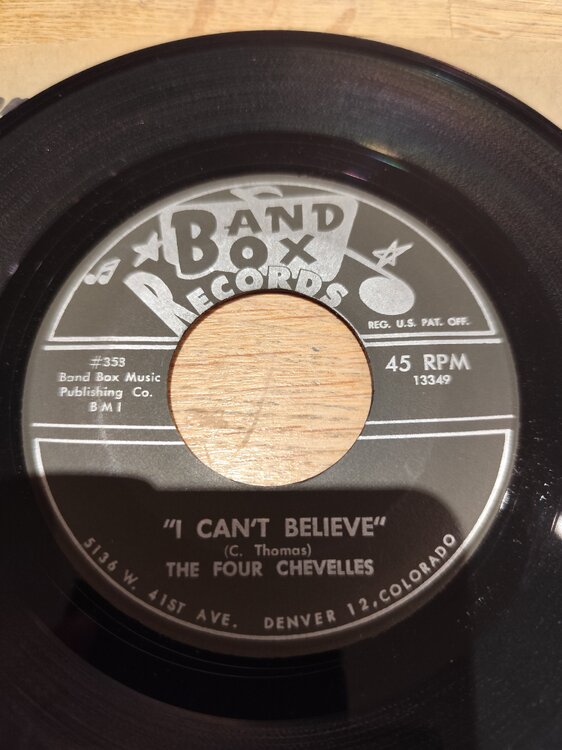 BAND
BOX
RECORDS
REG. U.S. PAT. OFF.
#353
Band Box Music
Publishing Co.
BMI
45 RPM
13349
"I CAN'T BELIEVE"
(C. Thomas)
THE FOUR CHEVELLES
5136 W. 41ST AVE. DENVER 12, COLORADO